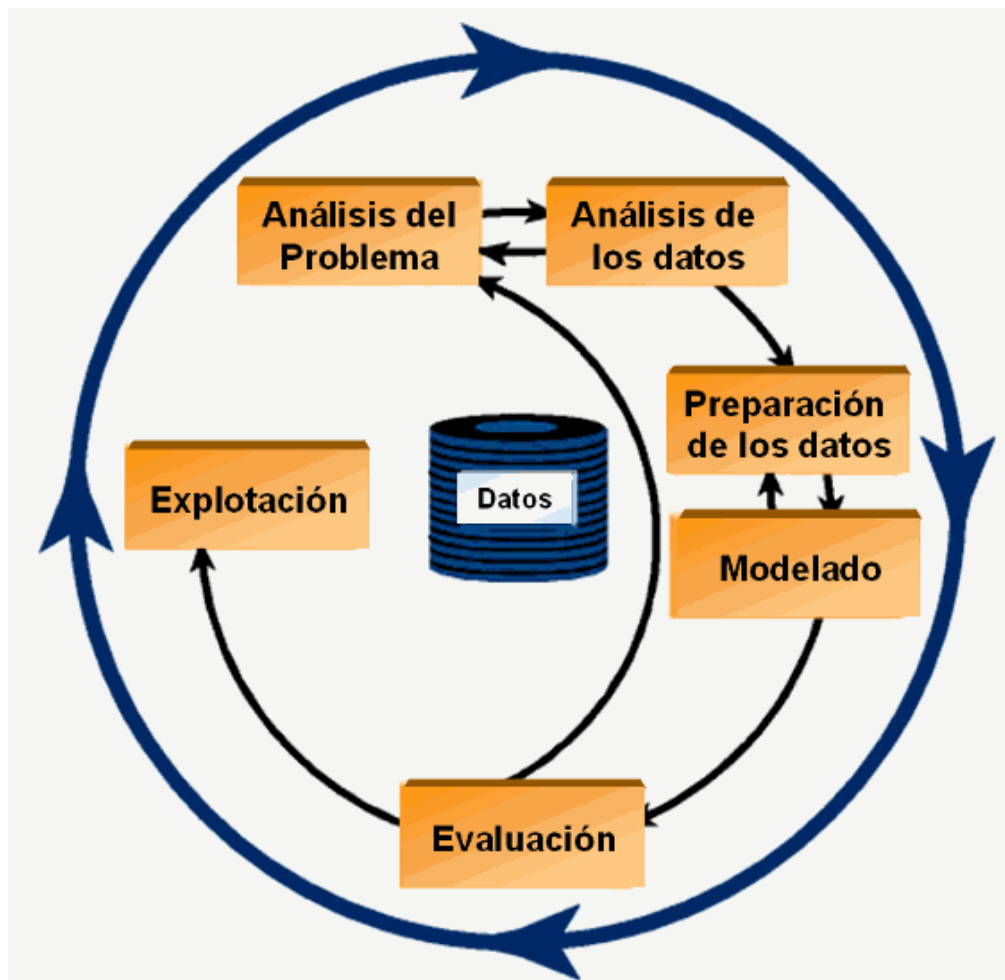 Análisis del
Problema
Análisis de
los datos
Preparación
de los datos
Modelado
Evaluación
Explotación
Datos